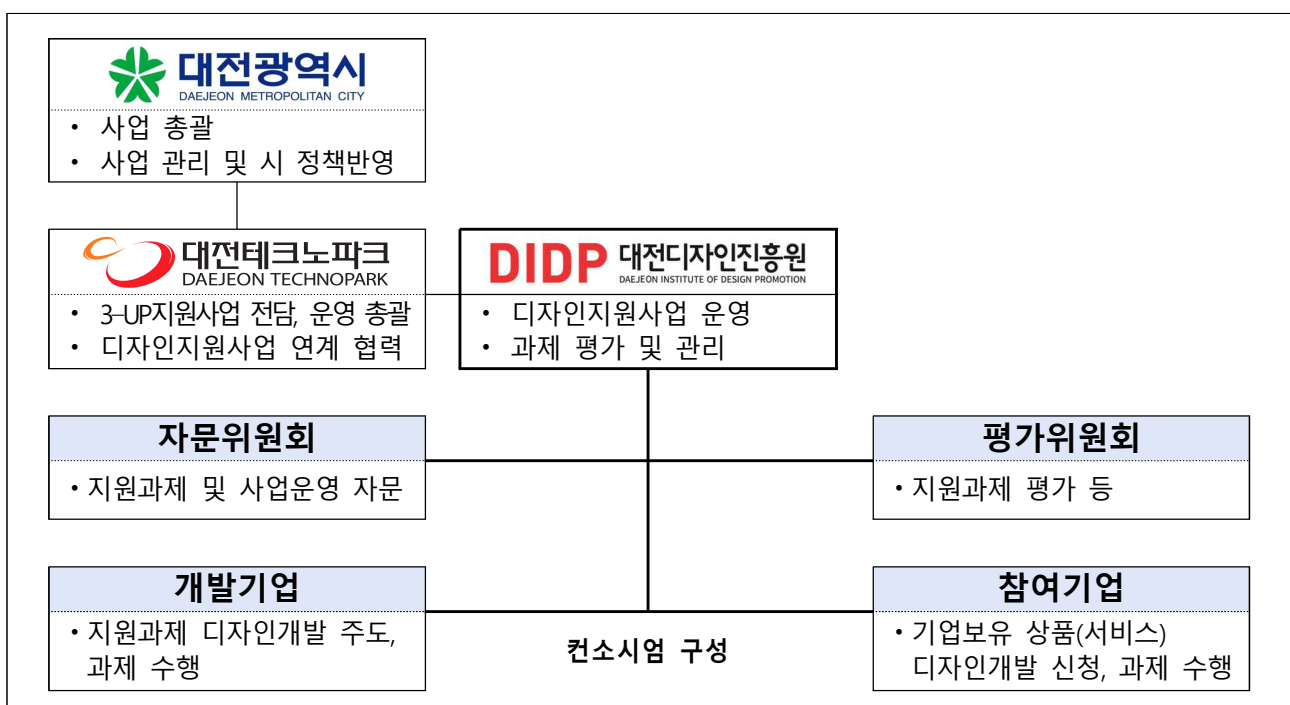 대전광역시
DAEJEON METROPOLITAN CITY
• 사업 총괄
• 사업 관리 및 시 정책반영
대전테크노파크
DAEJEON TECHNOPARK
• 3-UP지원사업 전담, 운영 총괄
• 디자인지원사업 연계 협력
DIDP 대전디자인진흥원
DAEJEON INSTITUTE OF DESIGN PROMOTION
• 디자인지원사업 운영
• 과제 평가 및 관리
자문위원회
• 지원과제 및 사업운영 자문
평가위원회
• 지원과제 평가 등
개발기업
• 지원과제 디자인개발 주도,
과제 수행
컨소시엄 구성
참여기업
• 기업보유 상품(서비스)
디자인개발 신청, 과제 수행